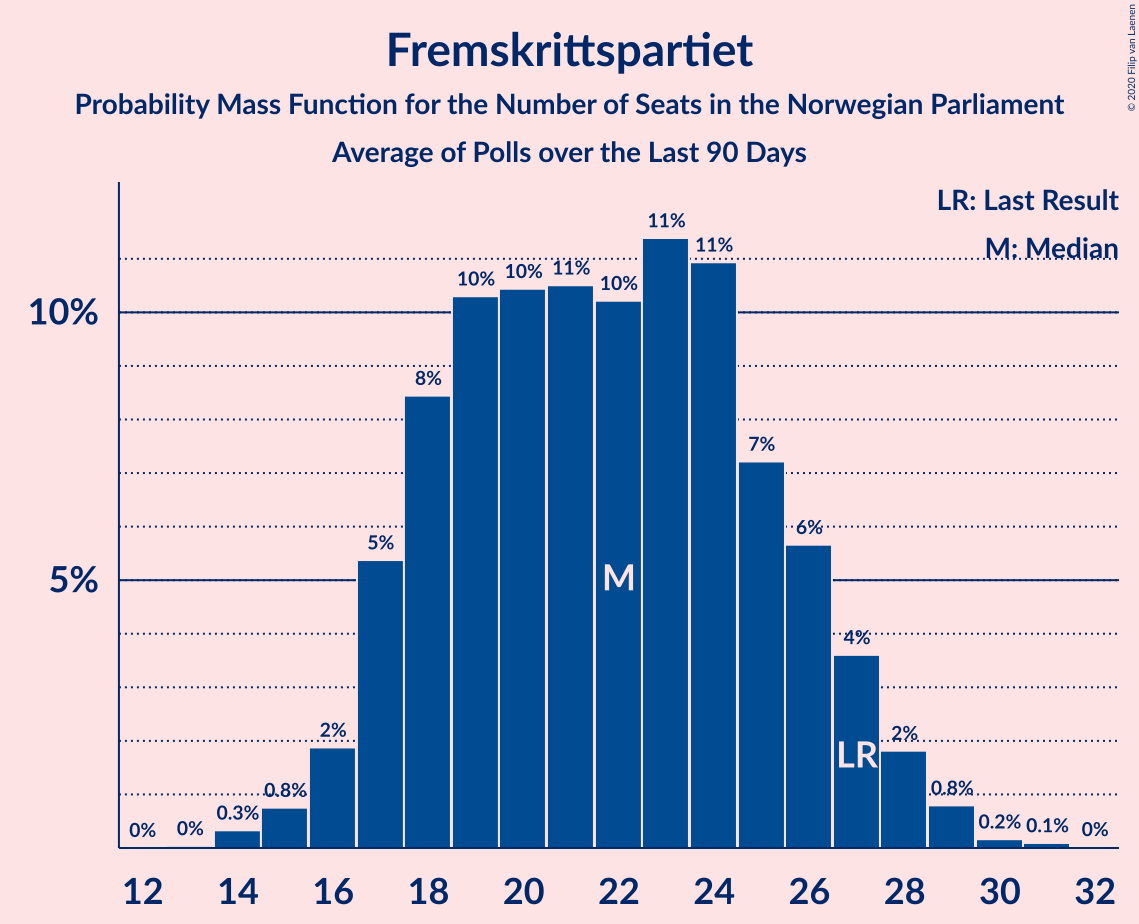 Fremskrittspartiet
Probability Mass Function for the Number of Seats in the Norwegian Parliament
Average of Polls over the Last 90 Days
© 2020 Filip van Laenen
LR: Last Result
M: Median
10%
5%
0%
0%
0.3%
0.8%
2%
5%
8%
10%
10%
11%
10%
11%
11%
7%
6%
4%
2%
0.8%
0.2%
0.1%
0%
M
LR
12 14 16 18 20 22 24 26 28 30 32